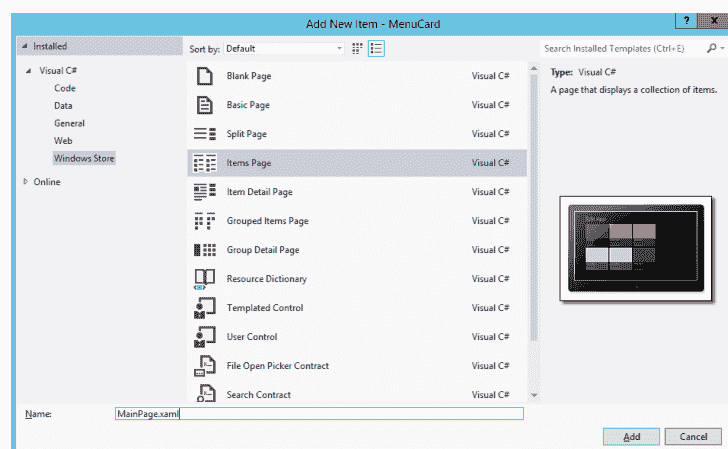 Add New Item - MenuCard
? x
Installed
Sort by: Default
Search Installed Templates (Ctrl+E)
Visual C#
Code
Data
General
Web
Windows Store
Online
Blank Page Visual C#
Basic Page Visual C#
Split Page Visual C#
Items Page Visual C#
Item Detail Page Visual C#
Grouped Items Page Visual C#
Group Detail Page Visual C#
Resource Dictionary Visual C#
Templated Control Visual C#
User Control Visual C#
File Open Picker Contract Visual C#
Search Contract Visual C#
Type: Visual C#
A page that displays a collection of items.
Name: MainPage.xaml
Add Cancel